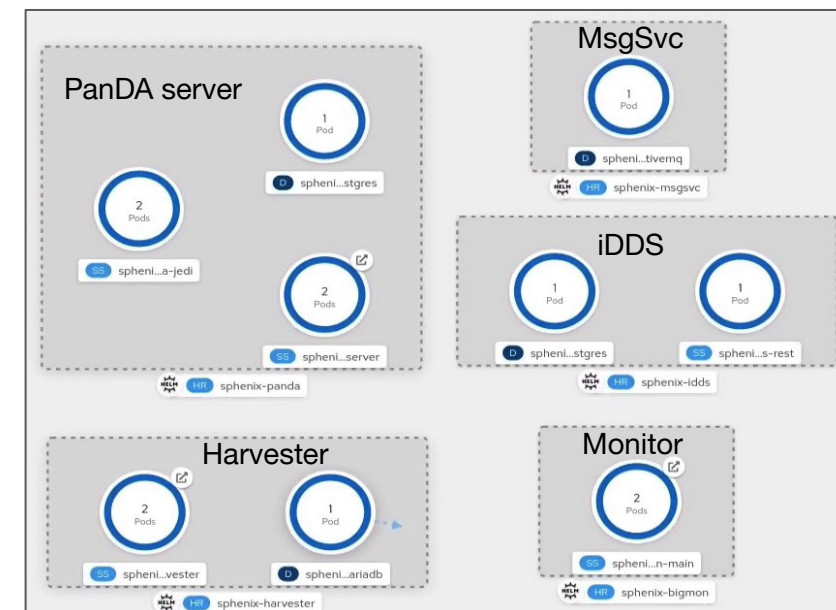 PanDA server
1
Pod
D spheni...stgres
2
Pods
SS spheni...a-jedi
2
Pods
SS spheni...server
HELM HR sphenix-panda
MsgSvc
1
Pod
D spheni...tivemq
HELM HR sphenix-msgsvc
iDDS
1
Pod
D spheni...stgres
1
Pod
SS spheni...s-rest
HELM HR sphenix-idds
Harvester
2
Pods
SS spheni...vester
1
Pod
D spheni...ariadb
HELM HR sphenix-harvester
Monitor
2
Pods
SS spheni...n-main
HELM HR sphenix-bigmon